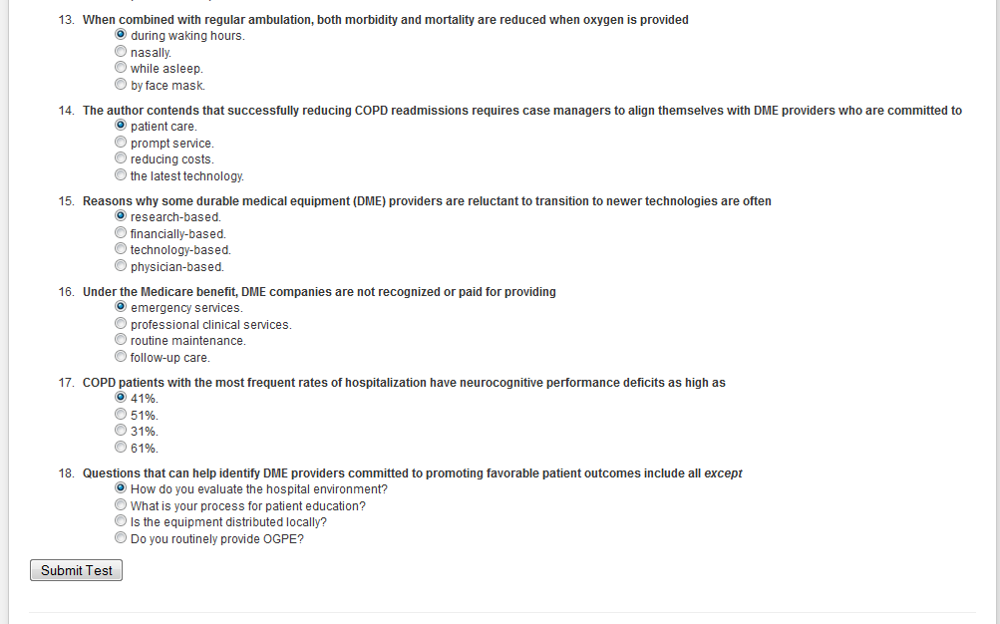 13. When combined with regular ambulation, both morbidity and mortality are reduced when oxygen is provided
during waking hours.
nasally.
while asleep.
by face mask.
14. The author contends that successfully reducing COPD readmissions requires case managers to align themselves with DME providers who are committed to
patient care.
prompt service.
reducing costs.
the latest technology.
15. Reasons why some durable medical equipment (DME) providers are reluctant to transition to newer technologies are often
research-based.
financially-based.
technology-based.
physician-based.
16. Under the Medicare benefit, DME companies are not recognized or paid for providing
emergency services.
professional clinical services.
routine maintenance.
follow-up care.
17. COPD patients with the most frequent rates of hospitalization have neurocognitive performance deficits as high as
41%.
51%.
31%.
61%.
18. Questions that can help identify DME providers committed to promoting favorable patient outcomes include all except
How do you evaluate the hospital environment?
What is your process for patient education?
Is the equipment distributed locally?
Do you routinely provide OGPE?
Submit Test